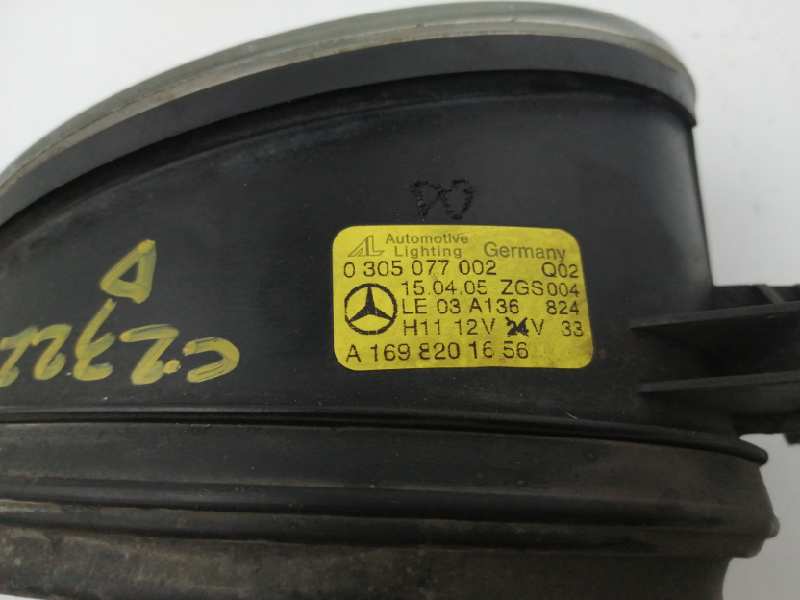 AL Automotive Lighting Germany
0 305 077 002 Q02
15.04.05 ZGS004
LE 03 A136 824
H11 12V 24V 33
A 169 820 16 56
D